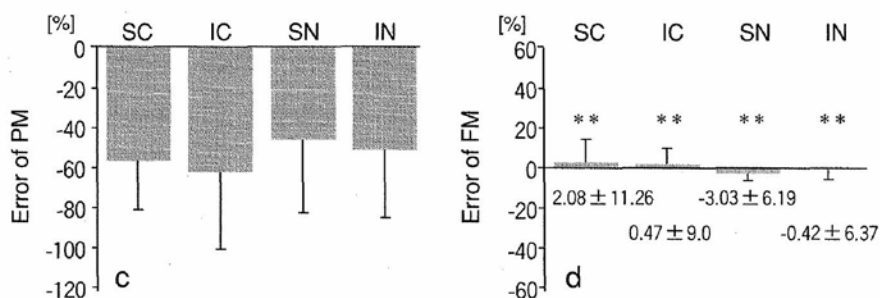 [%] SC IC SN IN
0
-20
-40
-60
-80
-100
-120
Error of PM
c
[%] SC IC SN IN
60
40
20
0
-20
-40
-60
Error of FM
** ** ** **
2.08 ± 11.26 -3.03 ± 6.19
0.47 ± 9.0 -0.42 ± 6.37
d